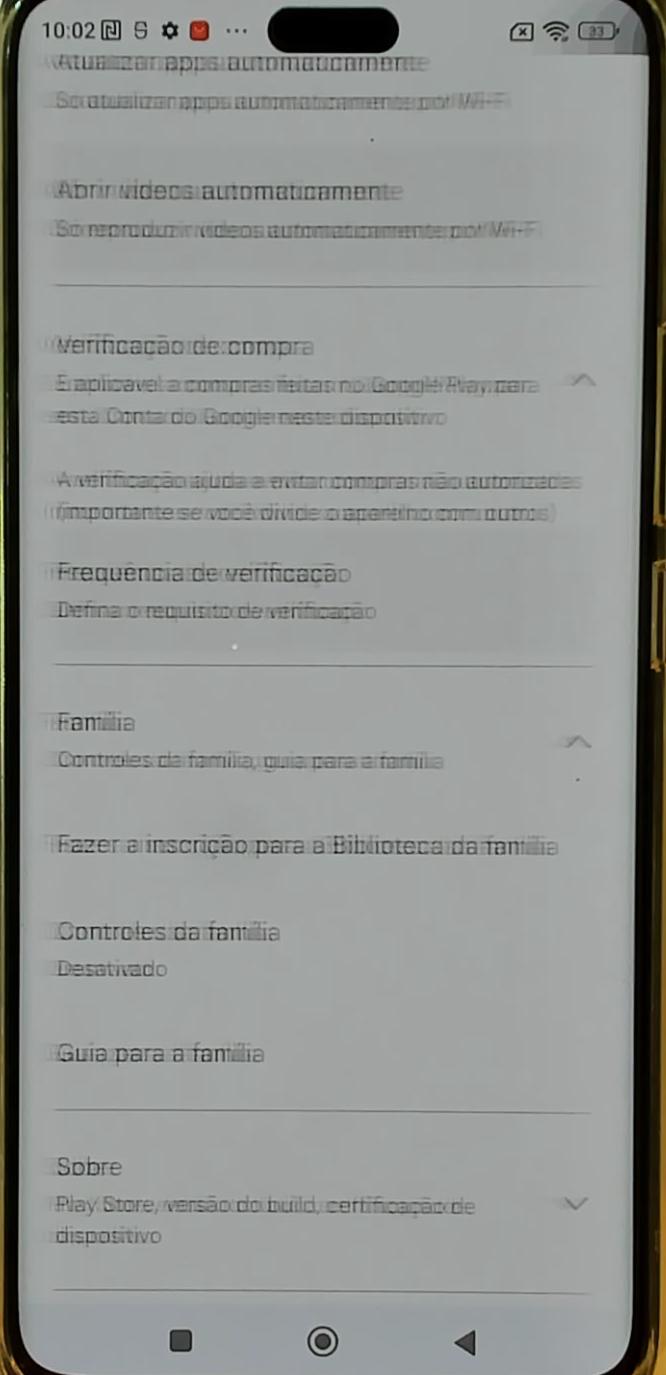 10:02
33
Atualizar apps automaticamente
Só atualizar apps automaticamente por Wi-Fi
Abrir vídeos automaticamente
Só reproduzir vídeos automaticamente por Wi-Fi
Verificação de compra
É aplicável a compras feitas no Google Play para
esta Conta do Google neste dispositivo
A verificação ajuda a evitar compras não autorizadas
(importante se você divide o aparelho com outros)
Frequência de verificação
Defina o requisito de verificação
Família
Controles da família, guia para a família
Fazer a inscrição para a Biblioteca da família
Controles da família
Desativado
Guia para a família
Sobre
Play Store, versão do build, certificação de
dispositivo